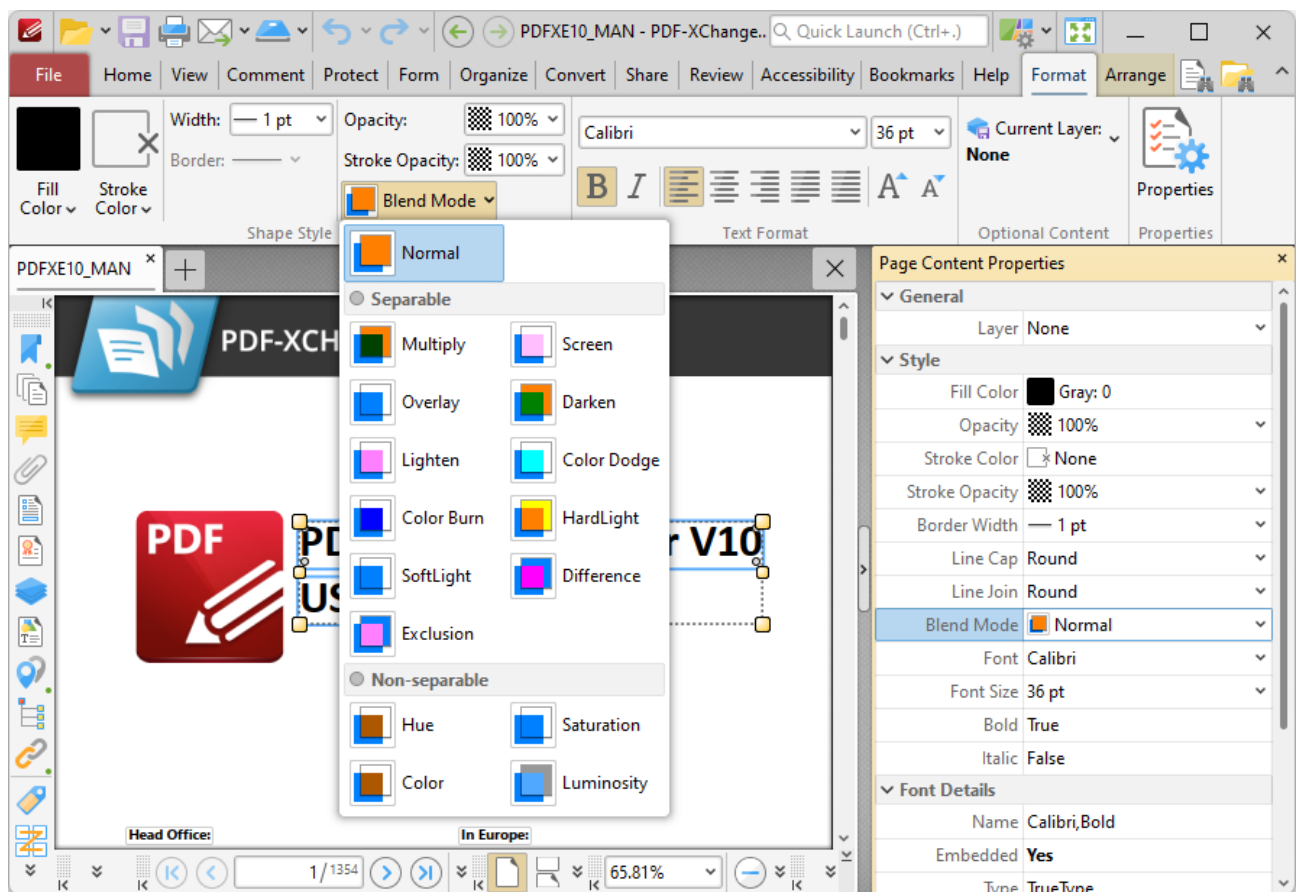 PDFXE10_MAN - PDF-XChange.. Quick Launch (Ctrl+.)
File Home View Comment Protect Form Organize Convert Share Review Accessibility Bookmarks Help Format Arrange
Width: 1 pt Opacity: 100% Calibri 36 pt Current Layer:
Border: Stroke Opacity: 100% None
Fill Color Stroke Color Blend Mode B I A A Properties
Shape Style Text Format Optional Content Properties
PDFXE10_MAN
Normal
Separable
Multiply Screen
Overlay Darken
Lighten Color Dodge
Color Burn HardLight
SoftLight Difference
Exclusion
Non-separable
Hue Saturation
Color Luminosity
PDF-XCH
PDF
PD r V10
US
Head Office: In Europe:
1/1354 65.81%
Page Content Properties
General
Layer None
Style
Fill Color Gray: 0
Opacity 100%
Stroke Color None
Stroke Opacity 100%
Border Width 1 pt
Line Cap Round
Line Join Round
Blend Mode Normal
Font Calibri
Font Size 36 pt
Bold True
Italic False
Font Details
Name Calibri,Bold
Embedded Yes
Type TrueType